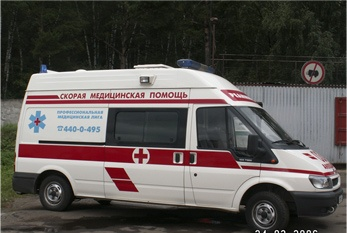 СКОРАЯ МЕДИЦИНСКАЯ ПОМОЩЬ
ПРОФЕССИОНАЛЬНАЯ
МЕДИЦИНСКАЯ ЛИГА
☎440-0-495